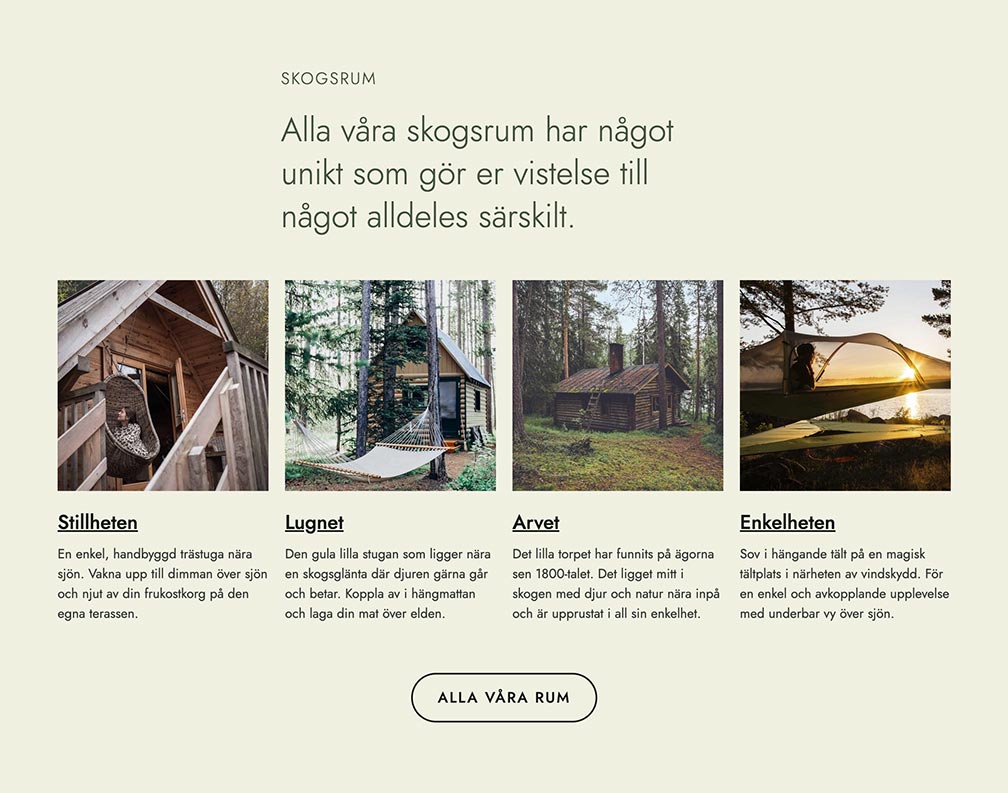 SKOGSRUM
Alla våra skogsrum har något
unikt som gör er vistelse till
något alldeles särskilt.
Stillheten
En enkel, handbyggd trästuga nära
sjön. Vakna upp till dimman över sjön
och njut av din frukostkorg på den
egna terassen.
Lugnet
Den gula lilla stugan som ligger nära
en skogsglänta där djuren gärna går
och betar. Koppla av i hängmattan
och laga din mat över elden.
Arvet
Det lilla torpet har funnits på ägorna
sen 1800-talet. Det ligget mitt i
skogen med djur och natur nära inpå
och är upprustat i all sin enkelhet.
Enkelheten
Sov i hängande tält på en magisk
tältplats i närheten av vindskydd. För
en enkel och avkopplande upplevelse
med underbar vy över sjön.
ALLA VÅRA RUM